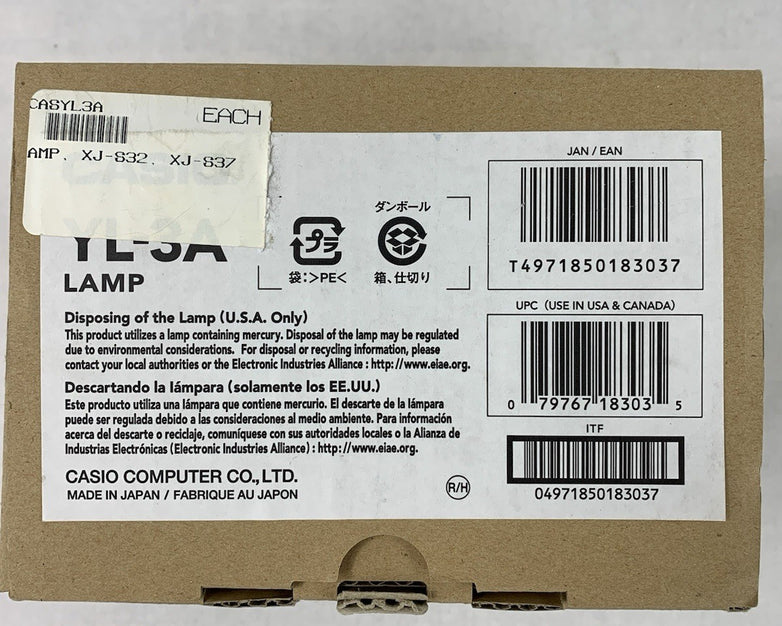 CASYL3A
EACH
AMP, XJ-S32, XJ-S37
YL-3A
LAMP
ダンボール
プラ
袋:>PE<
箱、仕切り
JAN / EAN
T4971850183037
UPC (USE IN USA & CANADA)
0 79767 18303 5
ITF
04971850183037
Disposing of the Lamp (U.S.A. Only)
This product utilizes a lamp containing mercury. Disposal of the lamp may be regulated
due to environmental considerations. For disposal or recycling information, please
contact your local authorities or the Electronic Industries Alliance : http://www.eiae.org.
Descartando la lámpara (solamente los EE.UU.)
Este producto utiliza una lámpara que contiene mercurio. El descarte de la lámpara
puede ser regulada debido a las consideraciones al medio ambiente. Para información
acerca del descarte o reciclaje, comuníquese con sus autoridades locales o la Alianza de
Industrias Electrónicas (Electronic Industries Alliance) : http://www.eiae.org.
CASIO COMPUTER CO., LTD.
MADE IN JAPAN / FABRIQUE AU JAPON
R/H